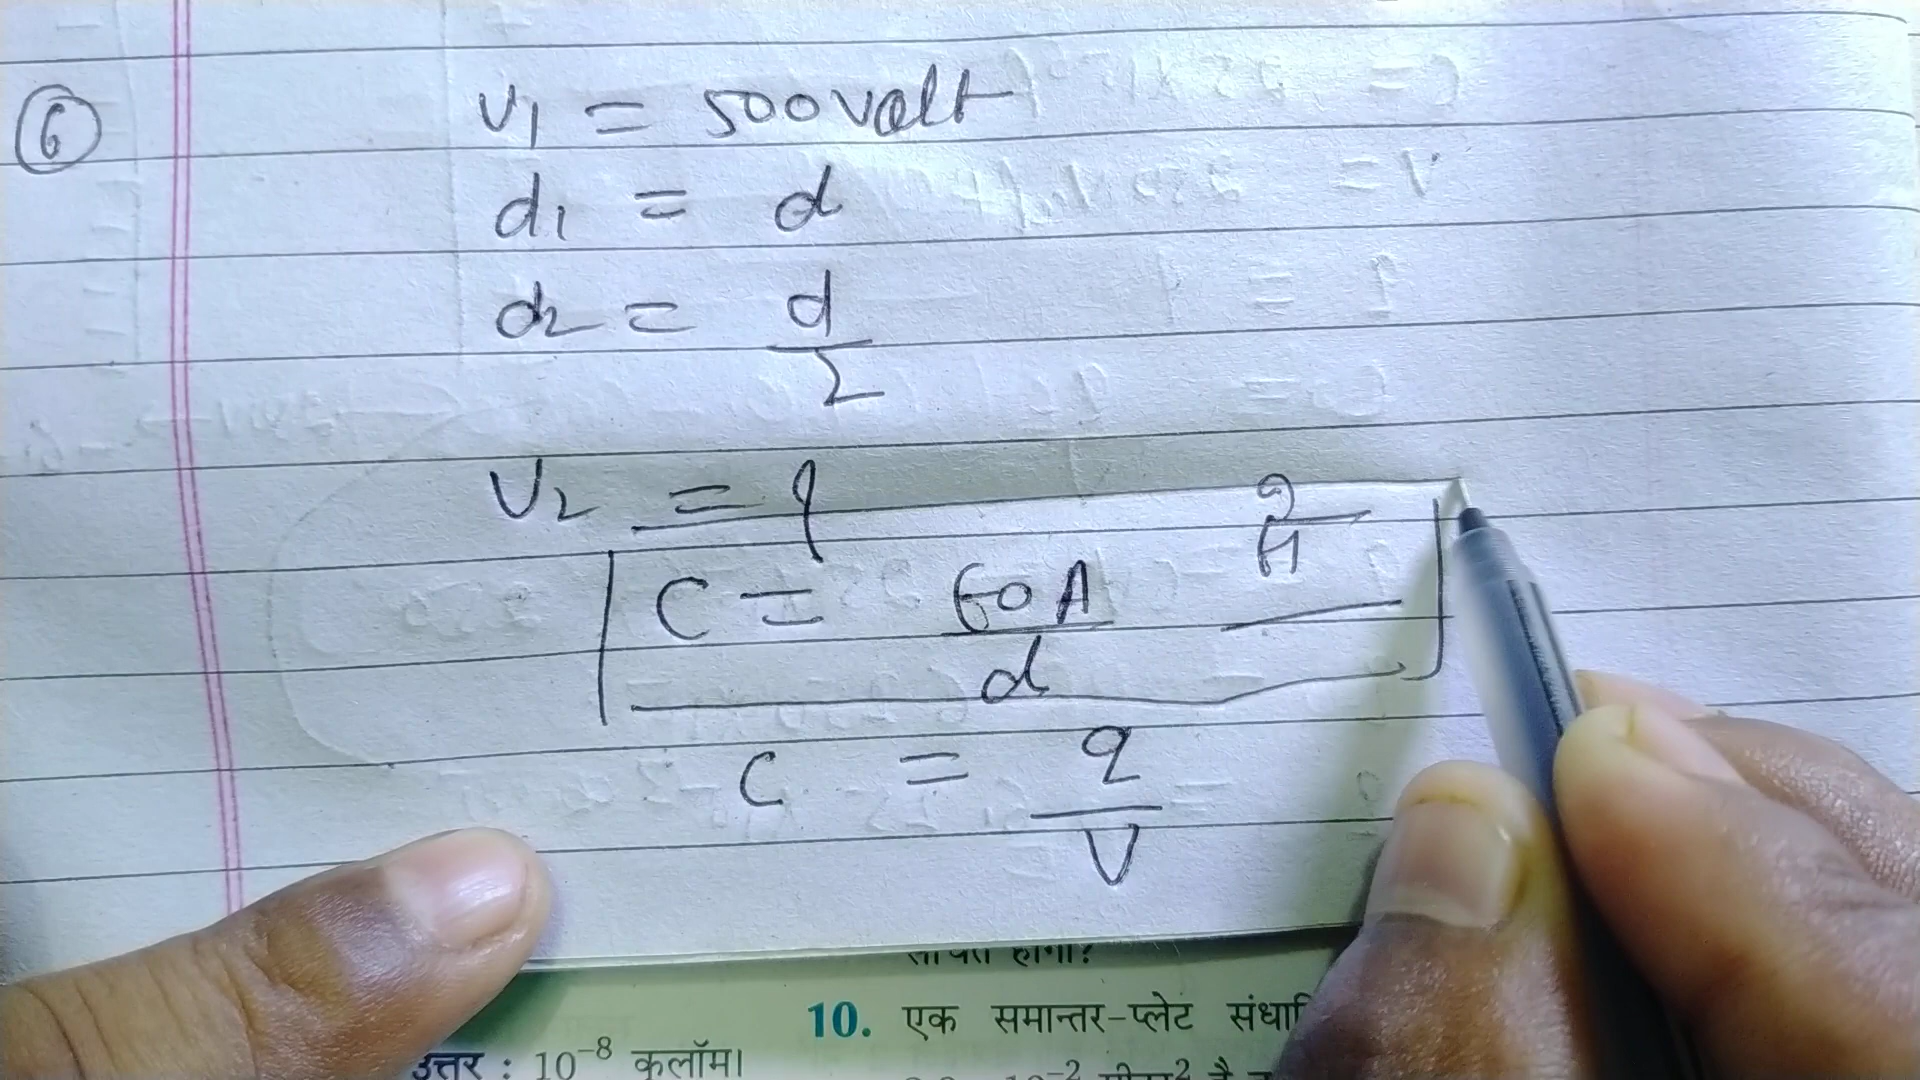 6
V1 = 500 volt
d1 = d
d2 = d/2
V2 = ?
C = ϵ0A/d
C = q/V
10. एक समान्तर-प्लेट
उत्तर : 10⁻⁸ कूलॉम।